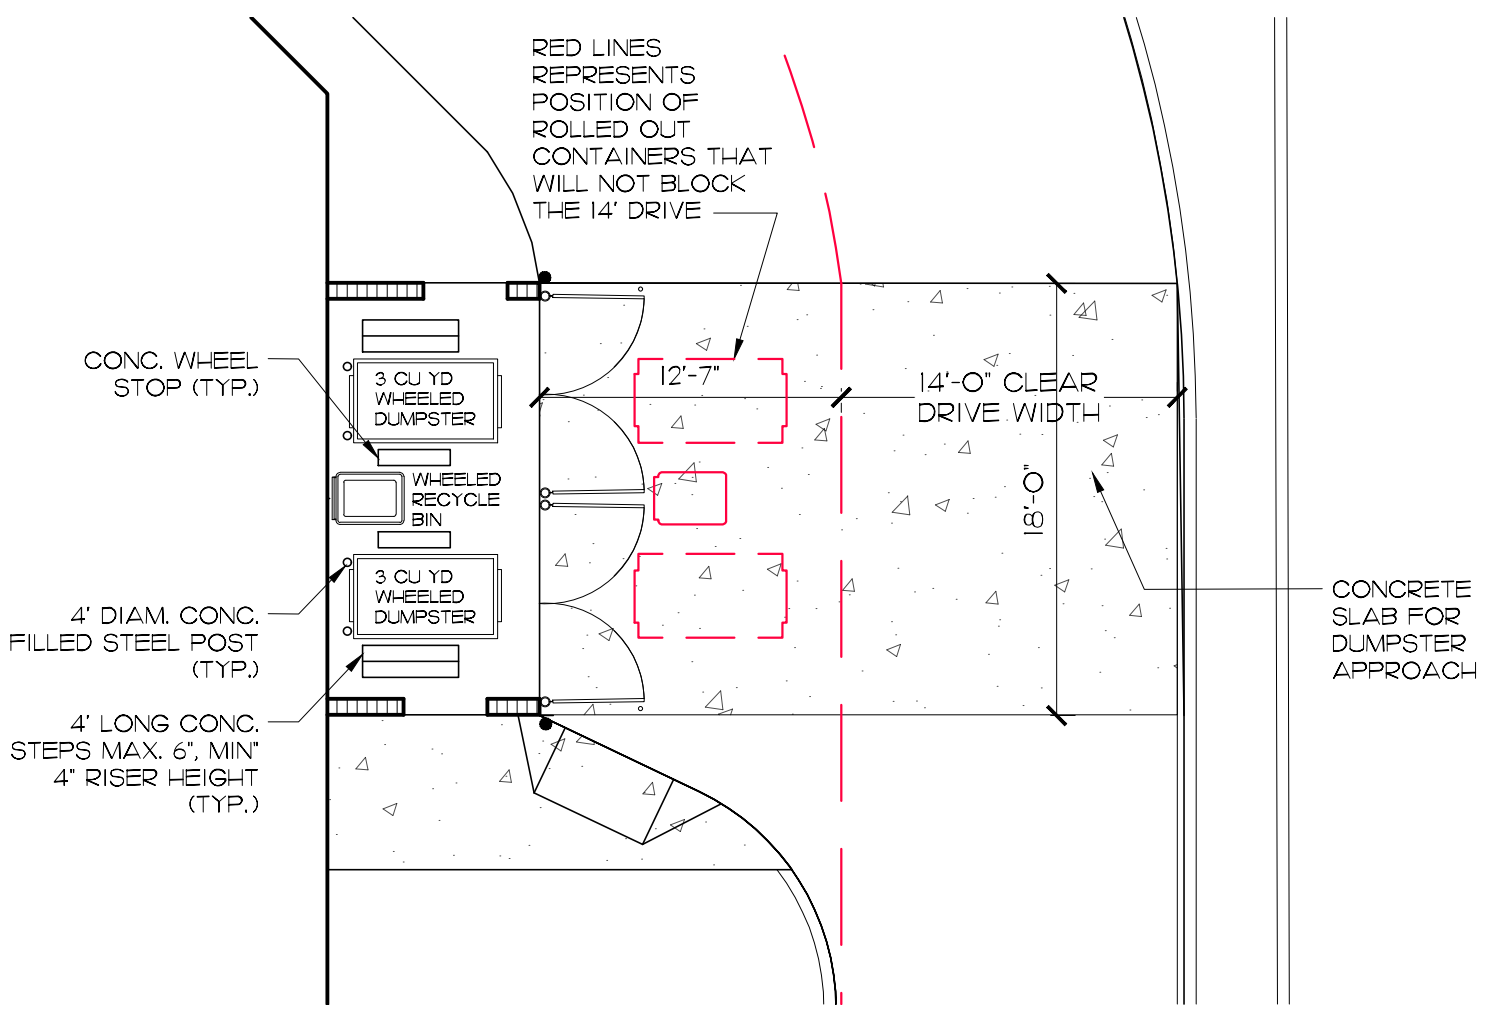 RED LINES
REPRESENTS
POSITION OF
ROLLED OUT
CONTAINERS THAT
WILL NOT BLOCK
THE 14' DRIVE
CONC. WHEEL
STOP (TYP.)
3 CU YD
WHEELED
DUMPSTER
12'-7"
14'-0" CLEAR
DRIVE WIDTH
WHEELED
RECYCLE
BIN
18'-0"
3 CU YD
WHEELED
DUMPSTER
4' DIAM. CONC.
FILLED STEEL POST
(TYP.)
CONCRETE
SLAB FOR
DUMPSTER
APPROACH
4' LONG CONC.
STEPS MAX. 6", MIN"
4" RISER HEIGHT
(TYP.)